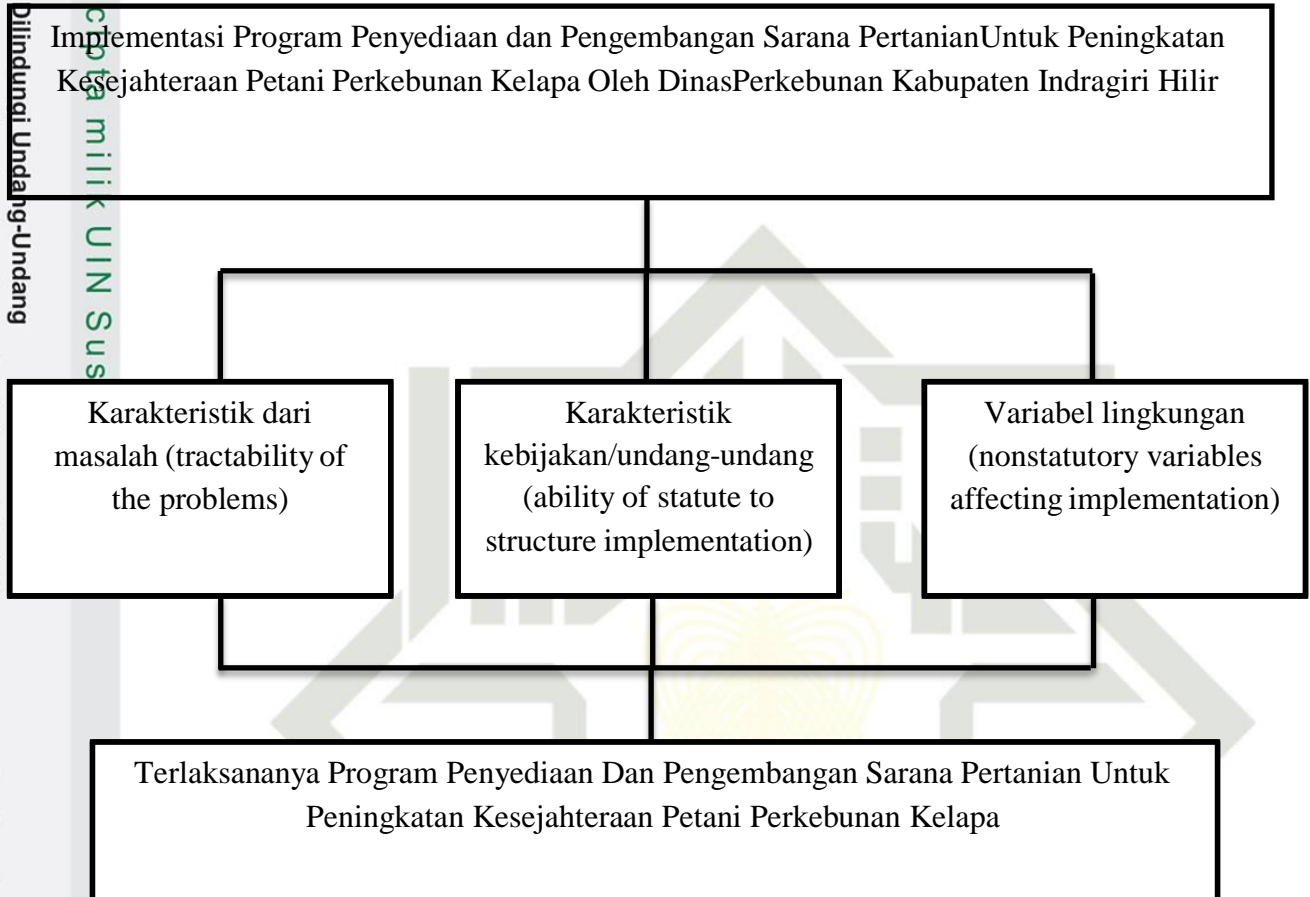 Implementasi Program Penyediaan dan Pengembangan Sarana PertanianUntuk Peningkatan
Kesejahteraan Petani Perkebunan Kelapa Oleh DinasPerkebunan Kabupaten Indragiri Hilir
Karakteristik dari
masalah (tractability of
the problems)
Karakteristik
kebijakan/undang-undang
(ability of statute to
structure implementation)
Variabel lingkungan
(nonstatutory variables
affecting implementation)
Terlaksananya Program Penyediaan Dan Pengembangan Sarana Pertanian Untuk
Peningkatan Kesejahteraan Petani Perkebunan Kelapa
cipta milik UIN Sus
Dilindungi Undang-Undang